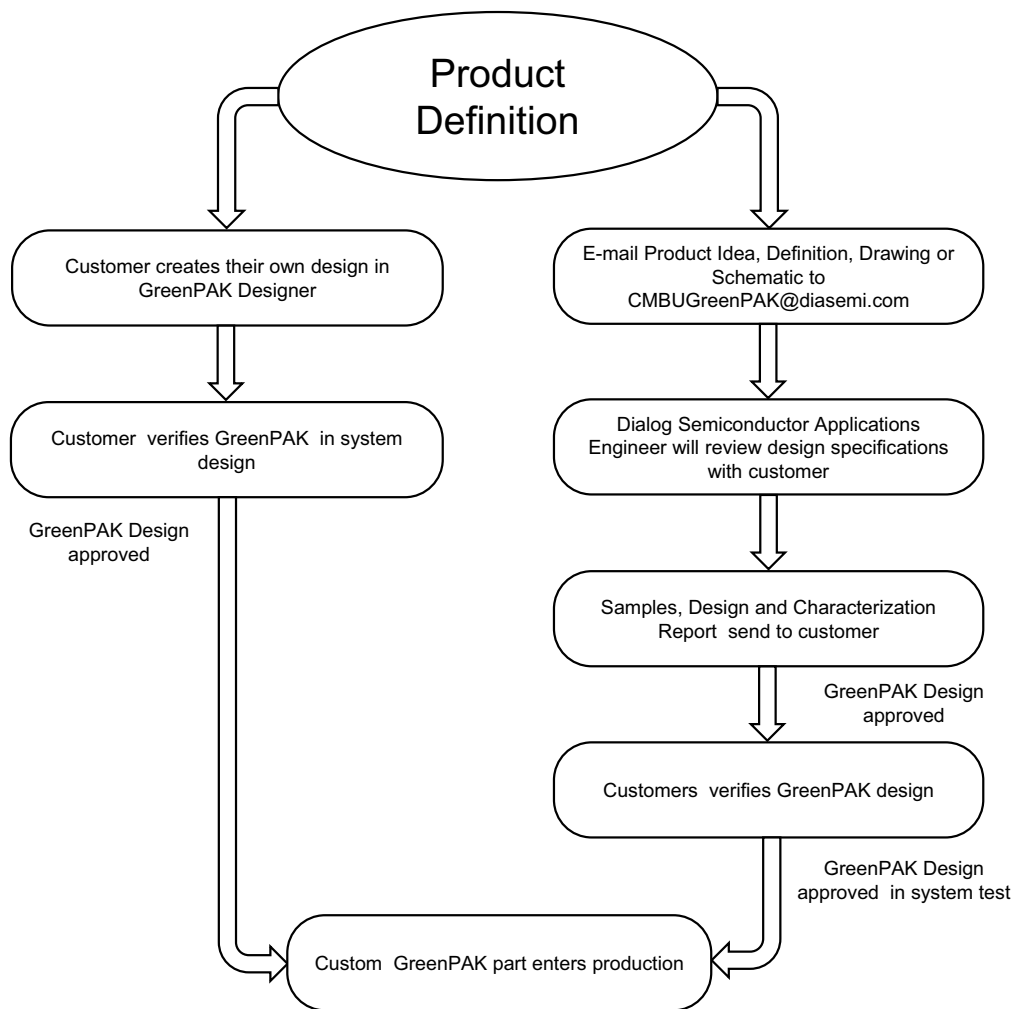 Product
Definition
Customer creates their own design in
GreenPAK Designer
Customer verifies GreenPAK in system
design
GreenPAK Design
approved
E-mail Product Idea, Definition, Drawing or
Schematic to
CMBUGreenPAK@diasemi.com
Dialog Semiconductor Applications
Engineer will review design specifications
with customer
Samples, Design and Characterization
Report send to customer
GreenPAK Design
approved
Customers verifies GreenPAK design
GreenPAK Design
approved in system test
Custom GreenPAK part enters production